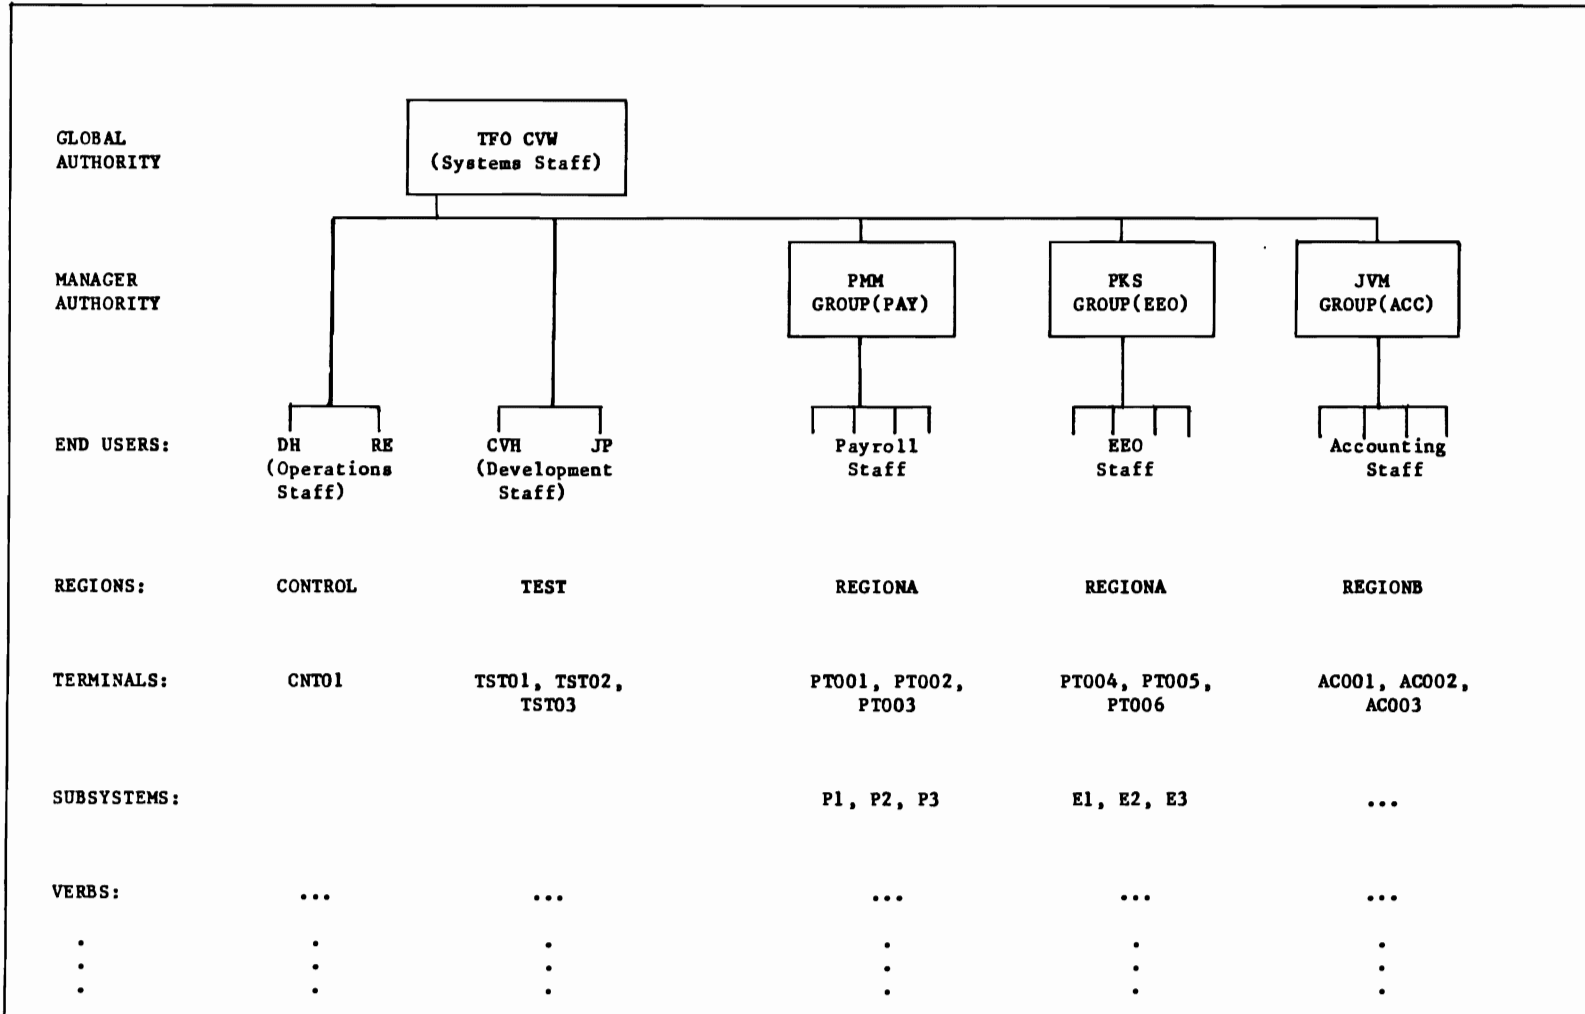 GLOBAL
AUTHORITY
TFO CVW
(Systems Staff)
MANAGER
AUTHORITY
PMM
GROUP(PAY)
PKS
GROUP(EEO)
JVM
GROUP(ACC)
END USERS:
DH RE
(Operations
Staff)
CVH JP
(Development
Staff)
Payroll
Staff
EEO
Staff
Accounting
Staff
REGIONS: CONTROL TEST REGIONA REGIONA REGIONB
TERMINALS: CNT01
TST01, TST02,
TST03
PT001, PT002,
PT003
PT004, PT005,
PT006
AC001, AC002,
AC003
SUBSYSTEMS: P1, P2, P3 E1, E2, E3 ...
VERBS: ... ... ... ... ...
. . . . . .
. . . . . .
. . . . . .